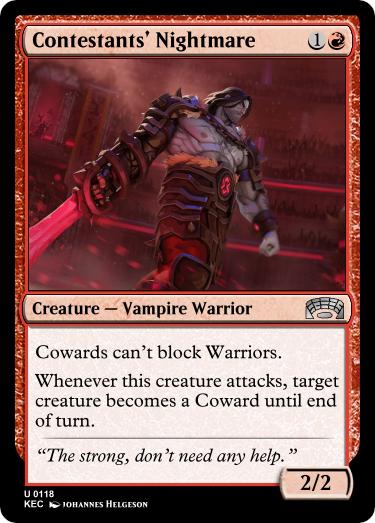 Contestants’ Nightmare 1
Creature — Vampire Warrior
Cowards can’t block Warriors.
Whenever this creature attacks, target
creature becomes a Coward until end
of turn.
“The strong, don’t need any help.”
2/2
U 0118
KEC Johannes Helgeson